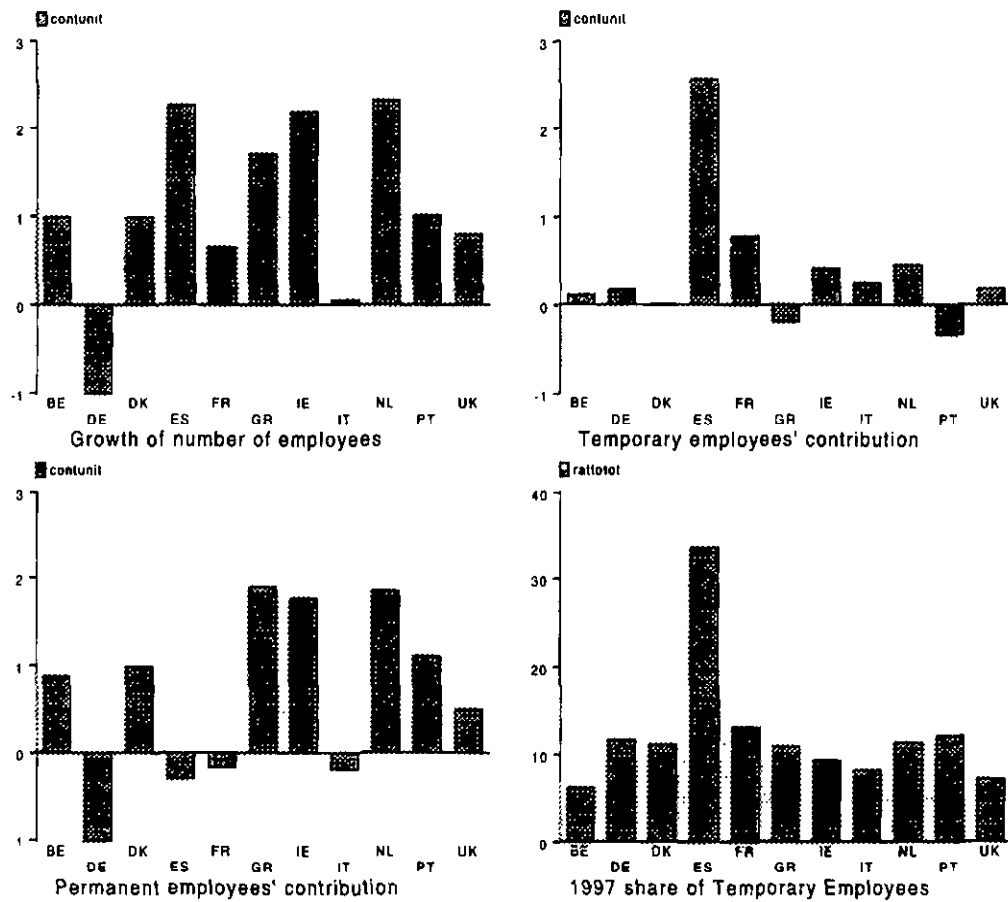 contunit
3
2
1
0
-1
BE DE DK ES FR GR IE IT NL PT UK
Growth of number of employees
contunit
3
2
1
0
-1
BE DE DK ES FR GR IE IT NL PT UK
Temporary employees' contribution
contunit
3
2
1
0
1
BE DE DK ES FR GR IE IT NL PT UK
Permanent employees' contribution
rattotot
40
30
20
10
0
BE DE DK ES FR GR IE IT NL PT UK
1997 share of Temporary Employees